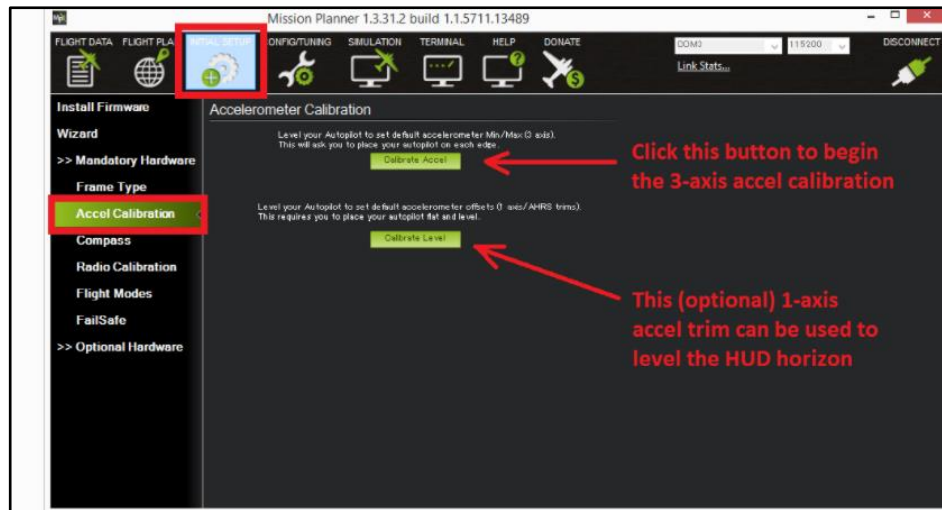 Mission Planner 1.3.31.2 build 1.1.5711.13489
FLIGHT DATA FLIGHT PLA INITIAL SETUP CONFIG/TUNING SIMULATION TERMINAL HELP DONATE COM3 115200 DISCONNECT
Link Stats...
Install Firmware
Wizard
>> Mandatory Hardware
Frame Type
Accel Calibration
Compass
Radio Calibration
Flight Modes
FailSafe
>> Optional Hardware
Accelerometer Calibration
Level your Autopilot to set default accelerometer Min/Max (3 axis).
This will ask you to place your autopilot on each edge.
Calibrate Accel
Click this button to begin
the 3-axis accel calibration
Level your Autopilot to set default accelerometer offsets (1 axis/AHRS trims).
This requires you to place your autopilot flat and level.
Calibrate Level
This (optional) 1-axis
accel trim can be used to
level the HUD horizon